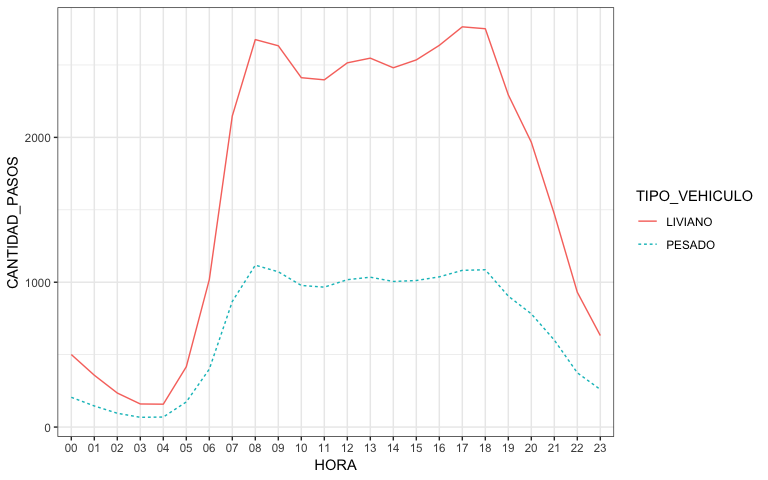 CANTIDAD_PASOS
2000
1000
0
00 01 02 03 04 05 06 07 08 09 10 11 12 13 14 15 16 17 18 19 20 21 22 23
HORA
TIPO_VEHICULO
LIVIANO
PESADO